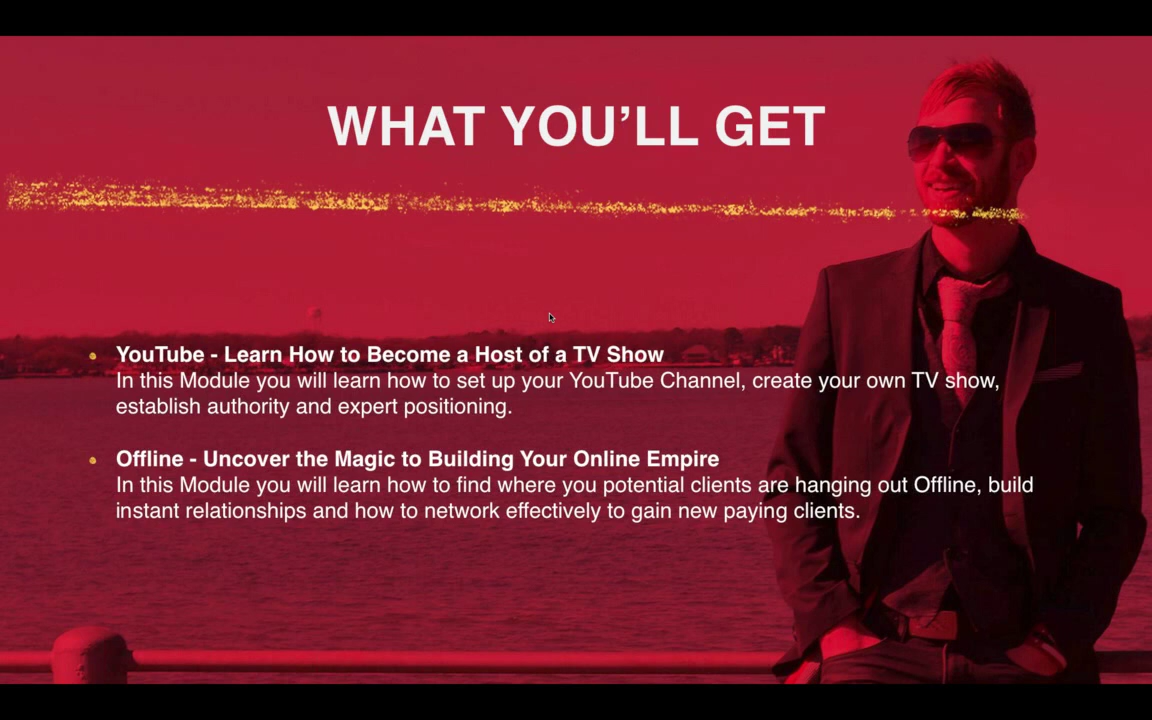 WHAT YOU’LL GET
YouTube - Learn How to Become a Host of a TV Show
In this Module you will learn how to set up your YouTube Channel, create your own TV show,
establish authority and expert positioning.
Offline - Uncover the Magic to Building Your Online Empire
In this Module you will learn how to find where you potential clients are hanging out Offline, build
instant relationships and how to network effectively to gain new paying clients.